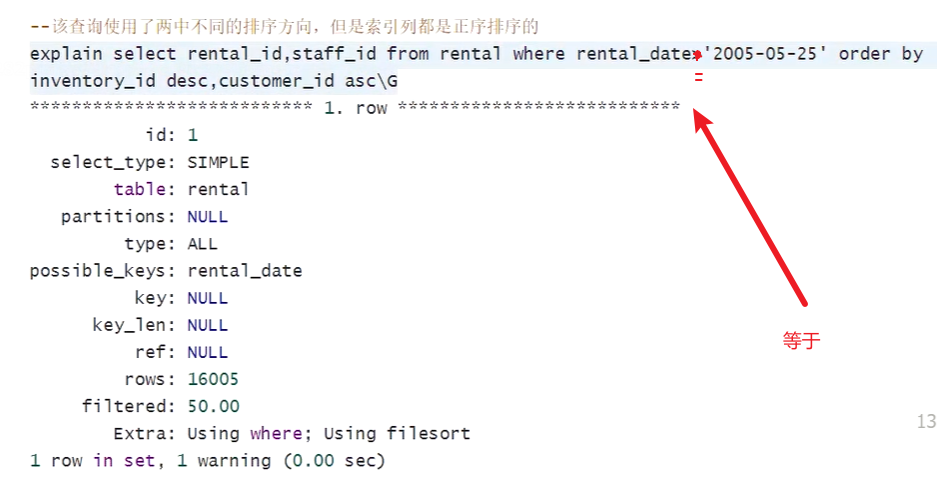 --该查询使用了两中不同的排序方向，但是索引列都是正序排序的
explain select rental_id,staff_id from rental where rental_date>'2005-05-25' order by
inventory_id desc,customer_id asc\G
=
*************************** 1. row ***************************
id: 1
select_type: SIMPLE
table: rental
partitions: NULL
type: ALL
possible_keys: rental_date
key: NULL
key_len: NULL
ref: NULL
等于
rows: 16005
filtered: 50.00
Extra: Using where; Using filesort
13
1 row in set, 1 warning (0.00 sec)